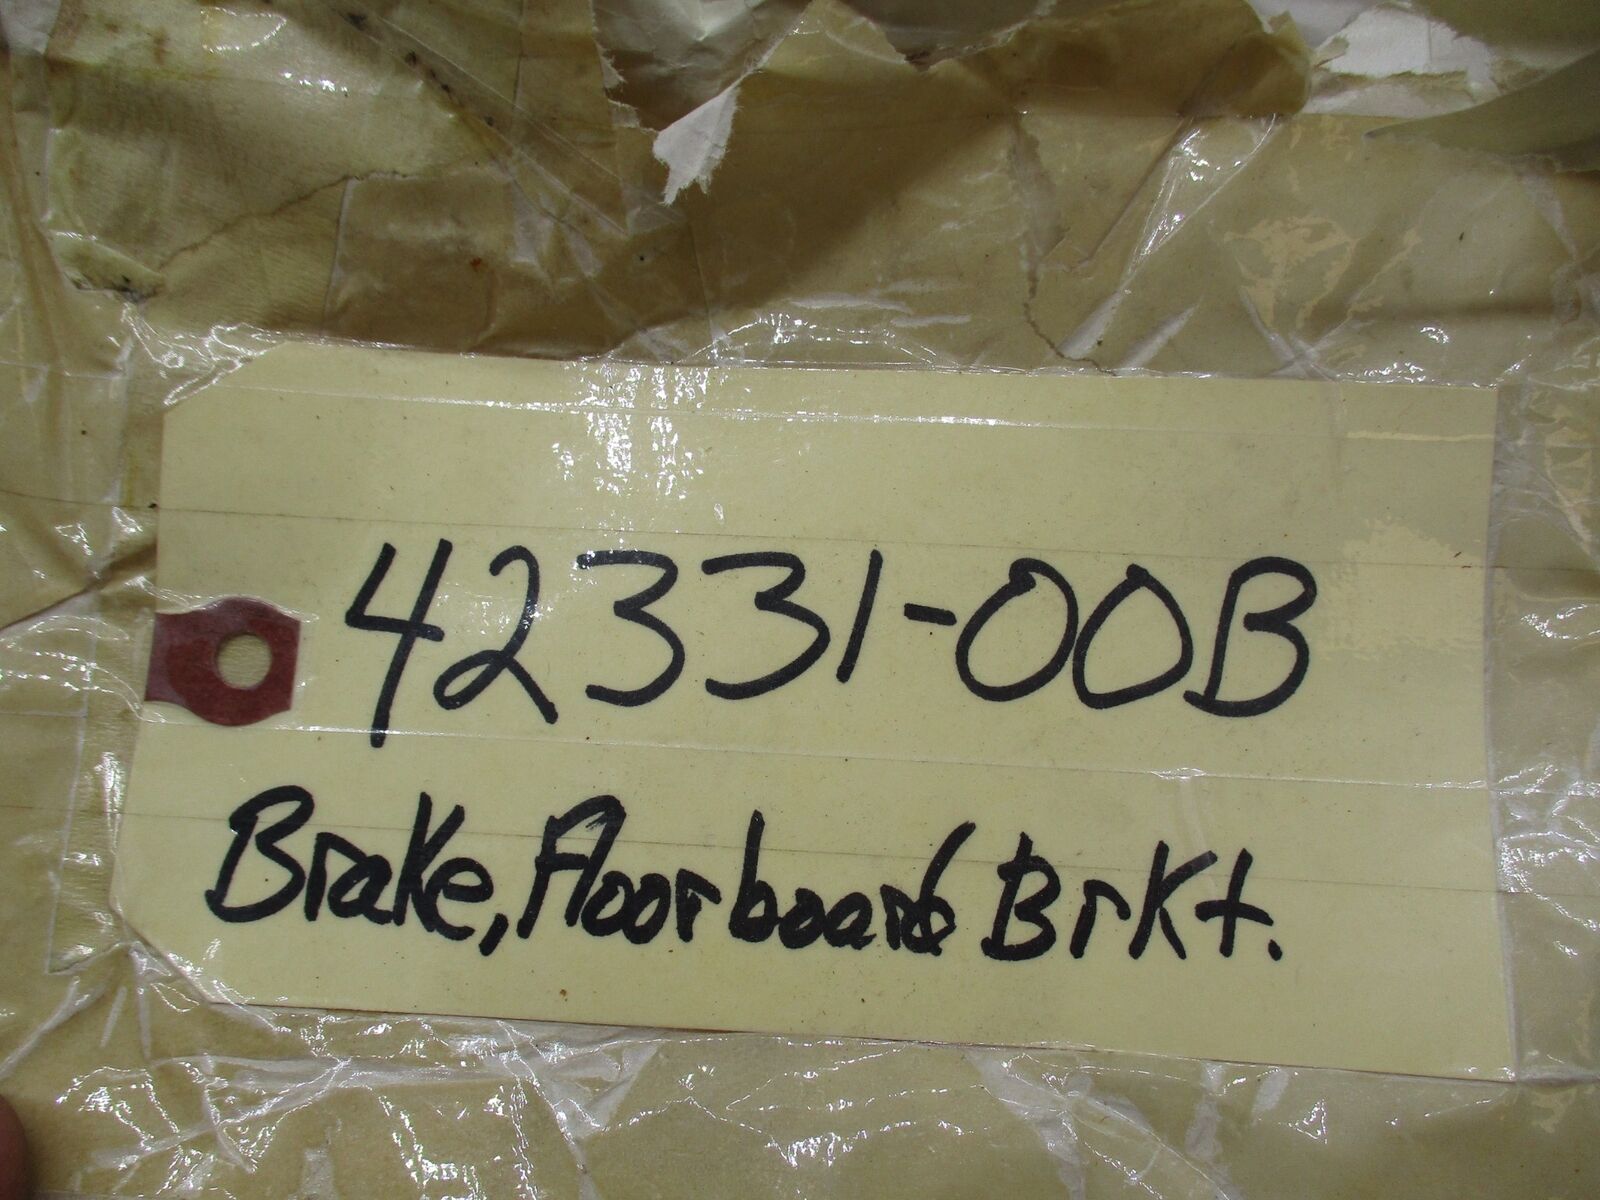 42331-00B
Brake, Floorboard Brkt.